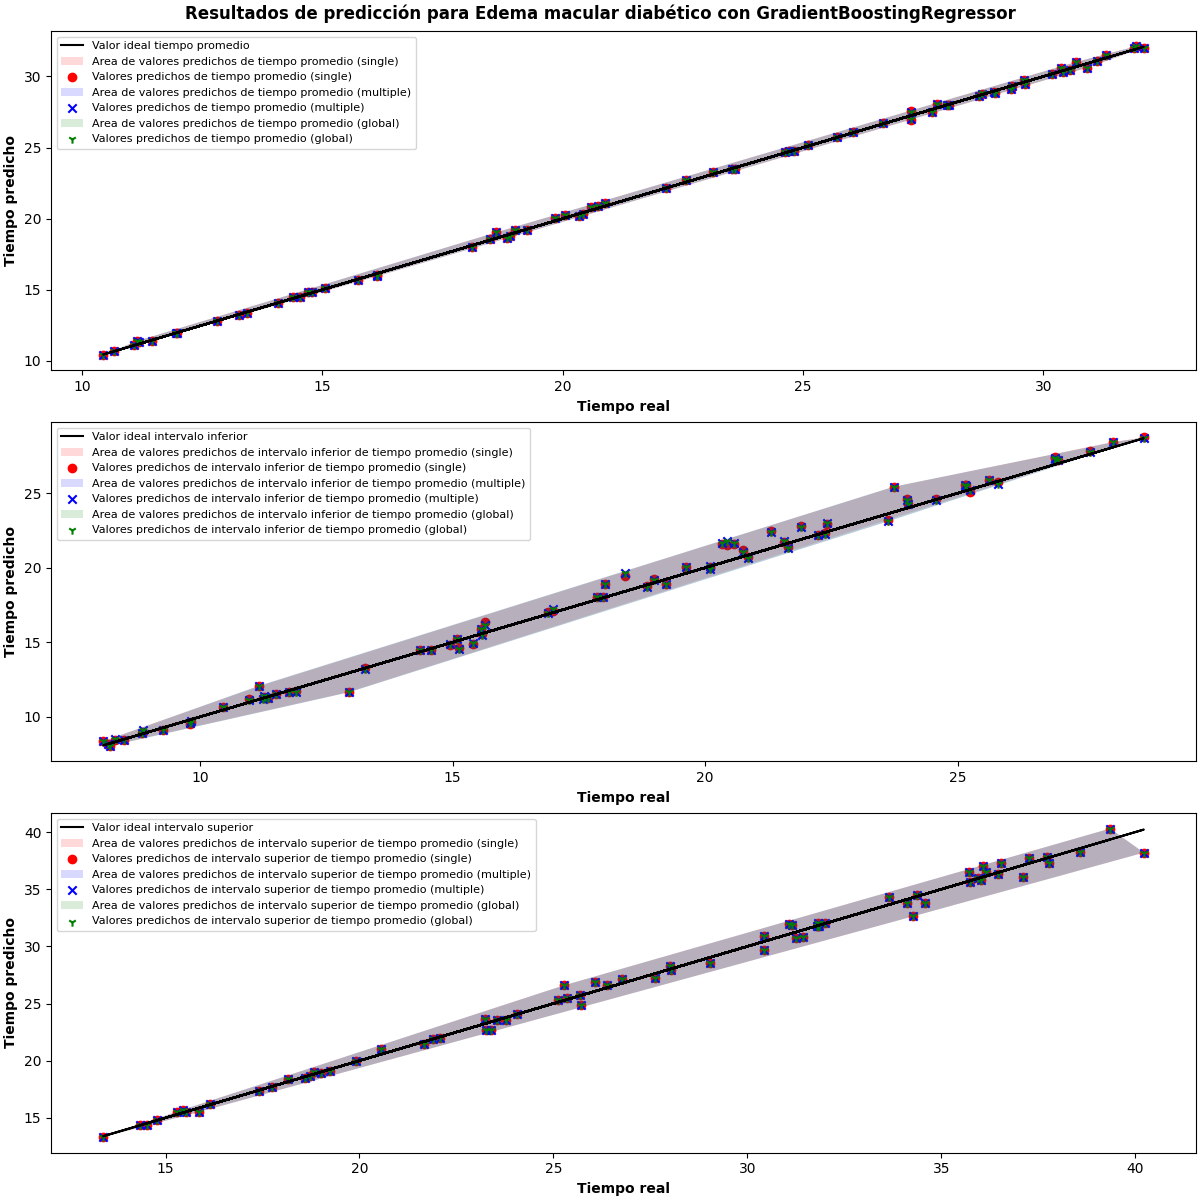 Resultados de predicción para Edema macular diabético con GradientBoostingRegressor
Valor ideal tiempo promedio
Area de valores predichos de tiempo promedio (single)
Valores predichos de tiempo promedio (single)
Area de valores predichos de tiempo promedio (multiple)
Valores predichos de tiempo promedio (multiple)
Area de valores predichos de tiempo promedio (global)
Valores predichos de tiempo promedio (global)
Tiempo predicho
30
25
20
15
10
10 15 20 25 30
Tiempo real
Valor ideal intervalo inferior
Area de valores predichos de intervalo inferior de tiempo promedio (single)
Valores predichos de intervalo inferior de tiempo promedio (single)
Area de valores predichos de intervalo inferior de tiempo promedio (multiple)
Valores predichos de intervalo inferior de tiempo promedio (multiple)
Area de valores predichos de intervalo inferior de tiempo promedio (global)
Valores predichos de intervalo inferior de tiempo promedio (global)
Tiempo predicho
25
20
15
10
10 15 20 25
Tiempo real
Valor ideal intervalo superior
Area de valores predichos de intervalo superior de tiempo promedio (single)
Valores predichos de intervalo superior de tiempo promedio (single)
Area de valores predichos de intervalo superior de tiempo promedio (multiple)
Valores predichos de intervalo superior de tiempo promedio (multiple)
Area de valores predichos de intervalo superior de tiempo promedio (global)
Valores predichos de intervalo superior de tiempo promedio (global)
Tiempo predicho
40
35
30
25
20
15
15 20 25 30 35 40
Tiempo real